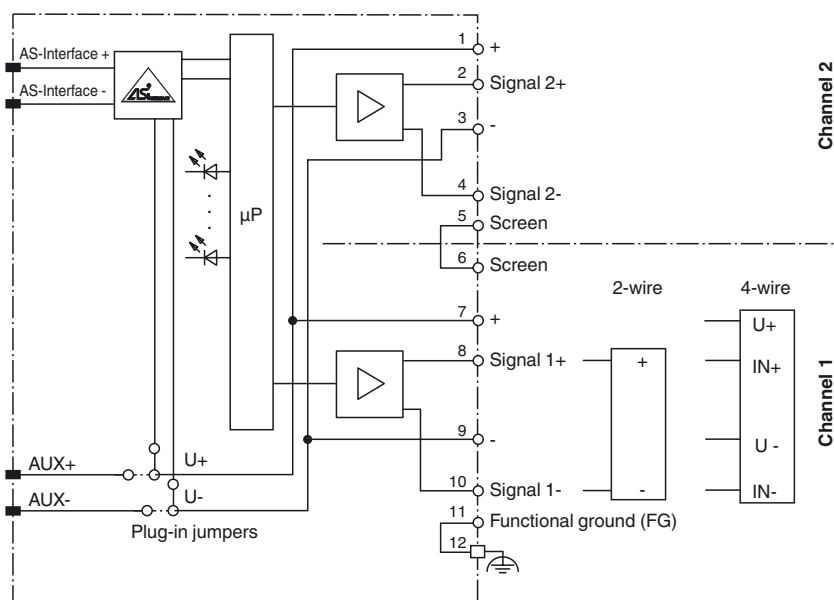 AS-Interface +
AS-Interface -
µP
AUX+
AUX-
U+
U-
Plug-in jumpers
1 +
2 Signal 2+
3 -
4 Signal 2-
5 Screen
6 Screen
7 +
8 Signal 1+
9 -
10 Signal 1-
11 Functional ground (FG)
12
Channel 2
2-wire
+
-
4-wire
U+
IN+
U -
IN-
Channel 1